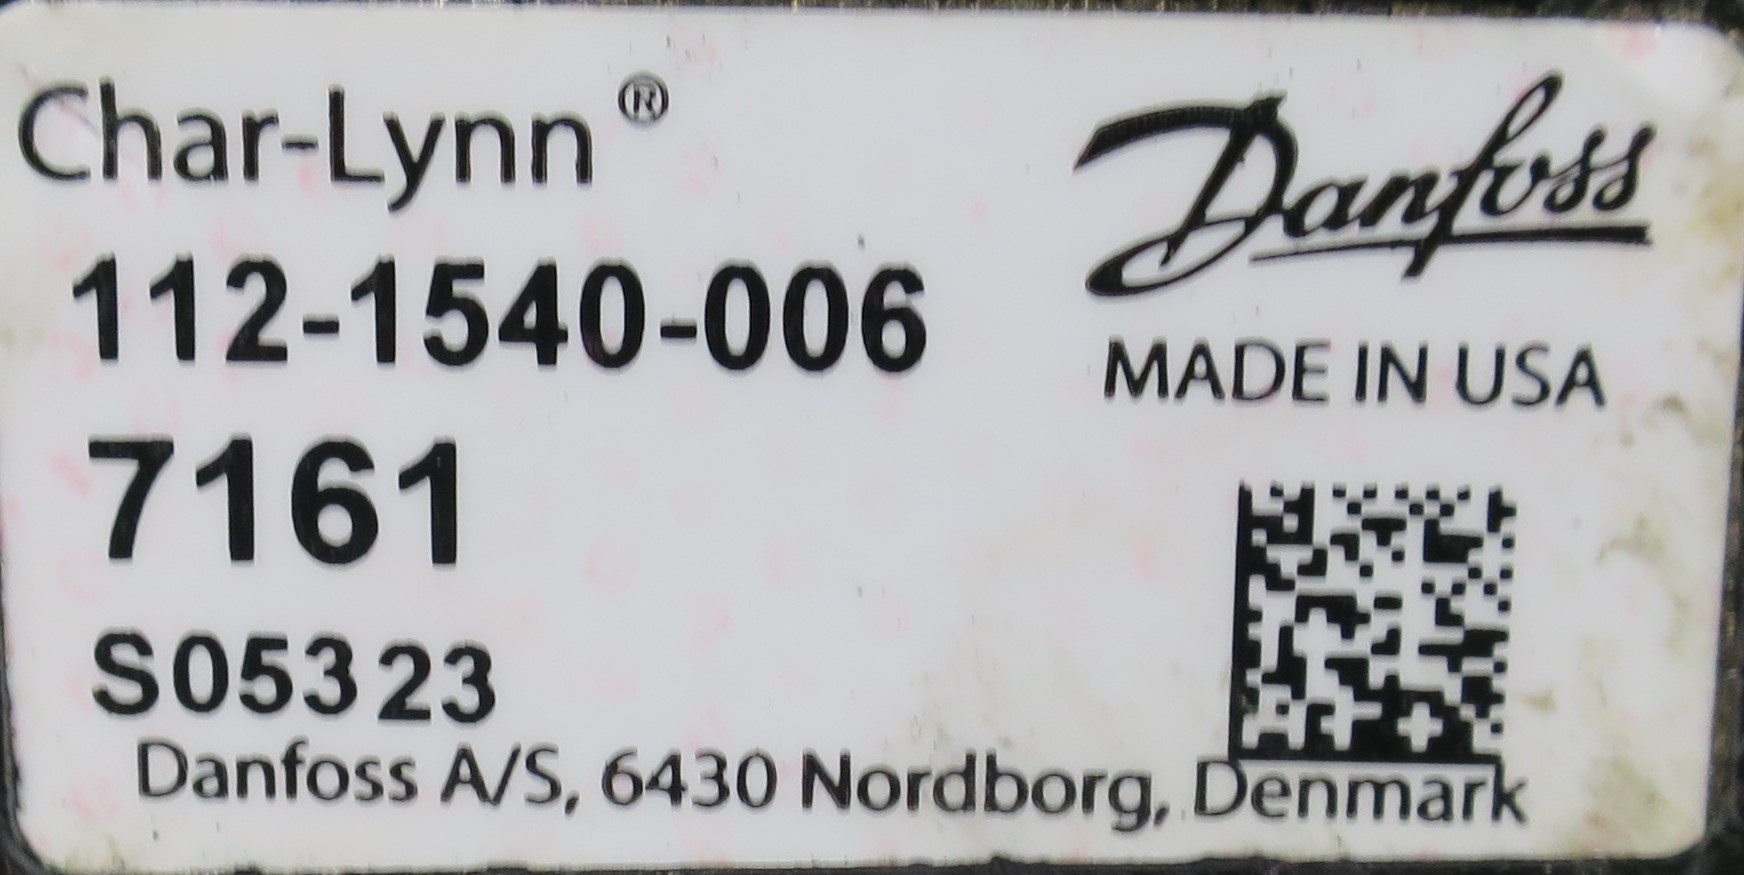 Char-Lynn®
Danfoss
112-1540-006
MADE IN USA
7161
S05323
Danfoss A/S, 6430 Nordborg, Denmark